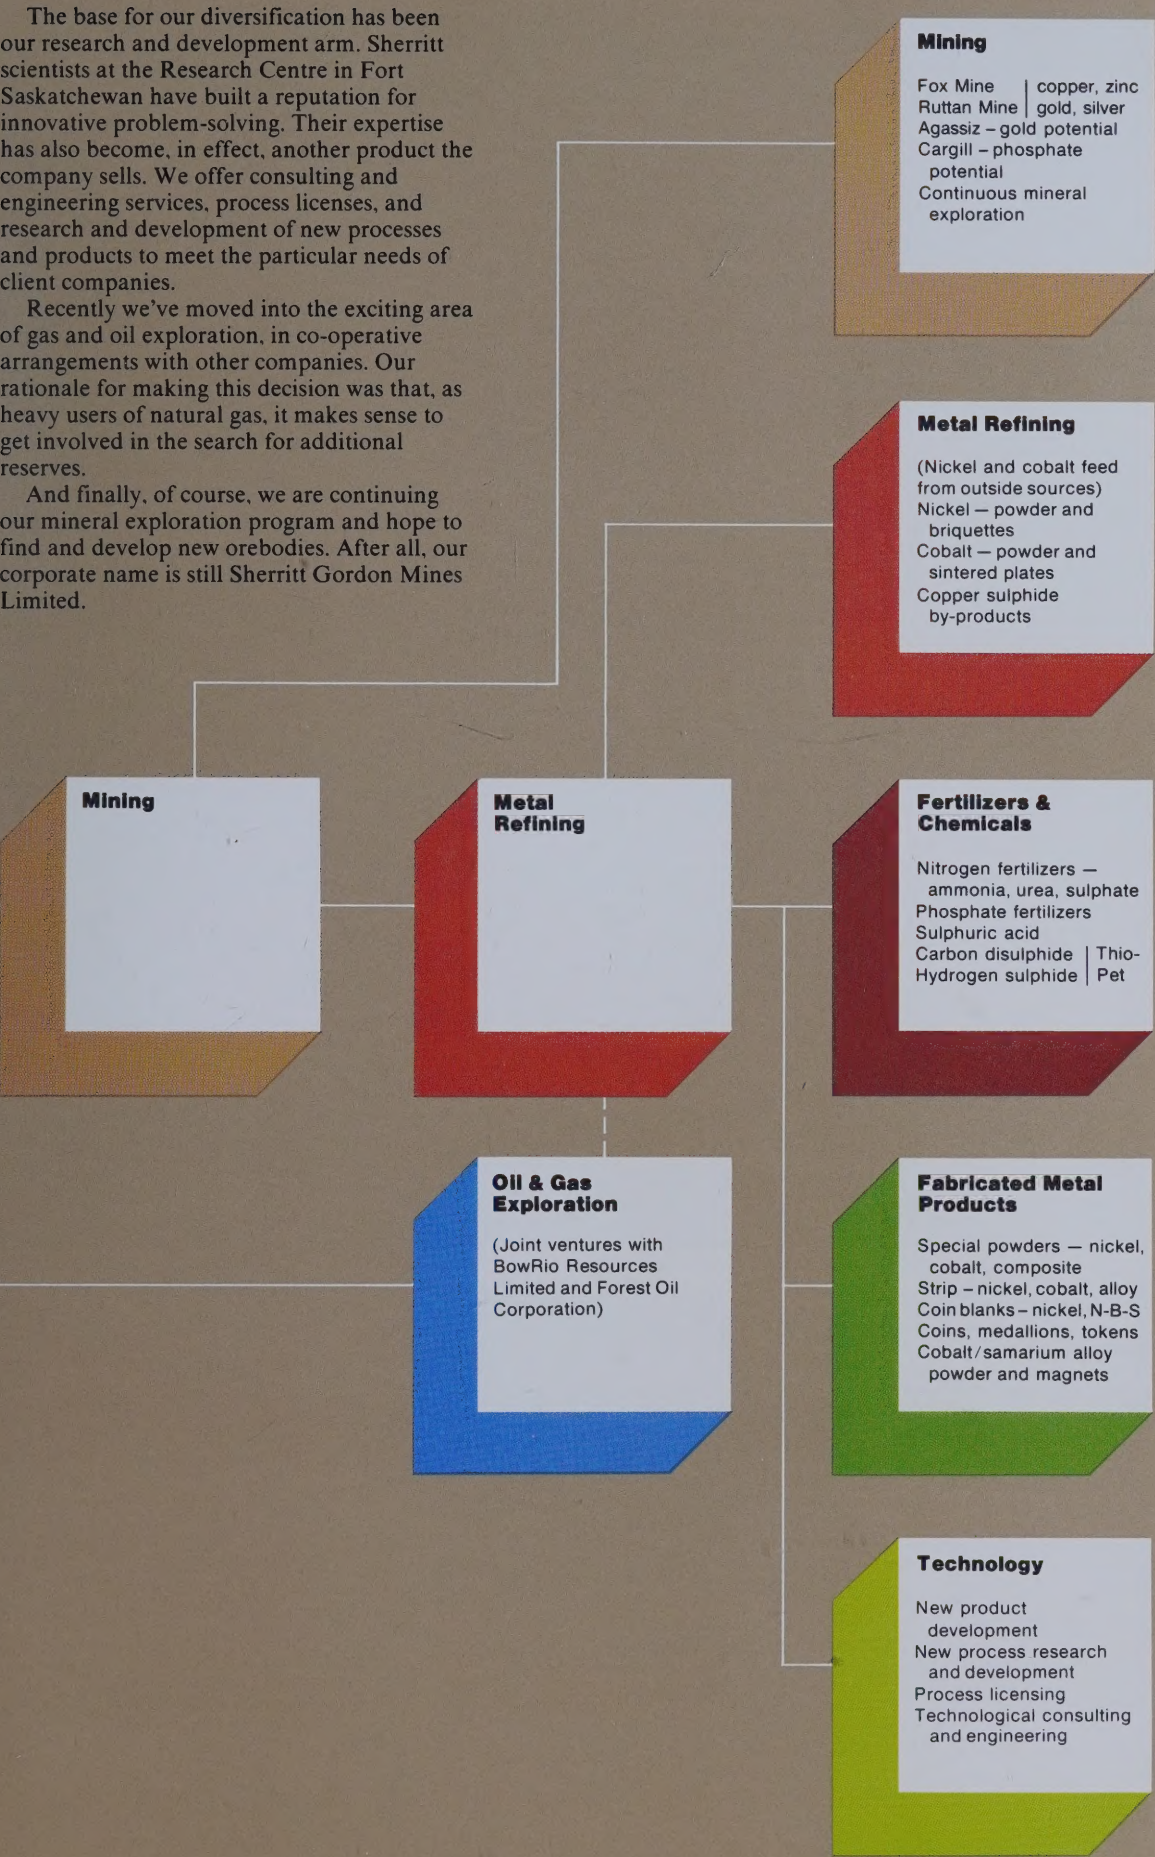 The base for our diversification has been
our research and development arm. Sherritt
scientists at the Research Centre in Fort
Saskatchewan have built a reputation for
innovative problem-solving. Their expertise
has also become, in effect, another product the
company sells. We offer consulting and
engineering services, process licenses, and
research and development of new processes
and products to meet the particular needs of
client companies.
Recently we've moved into the exciting area
of gas and oil exploration, in co-operative
arrangements with other companies. Our
rationale for making this decision was that, as
heavy users of natural gas, it makes sense to
get involved in the search for additional
reserves.
And finally, of course, we are continuing
our mineral exploration program and hope to
find and develop new orebodies. After all, our
corporate name is still Sherritt Gordon Mines
Limited.
Mining
Fox Mine | copper, zinc
Ruttan Mine | gold, silver
Agassiz – gold potential
Cargill – phosphate
potential
Continuous mineral
exploration
Metal Refining
(Nickel and cobalt feed
from outside sources)
Nickel — powder and
briquettes
Cobalt — powder and
sintered plates
Copper sulphide
by-products
Mining
Metal
Refining
Fertilizers &
Chemicals
Nitrogen fertilizers —
ammonia, urea, sulphate
Phosphate fertilizers
Sulphuric acid
Carbon disulphide | Thio-
Hydrogen sulphide | Pet
Oil & Gas
Exploration
(Joint ventures with
BowRio Resources
Limited and Forest Oil
Corporation)
Fabricated Metal
Products
Special powders — nickel,
cobalt, composite
Strip – nickel, cobalt, alloy
Coin blanks – nickel, N-B-S
Coins, medallions, tokens
Cobalt/samarium alloy
powder and magnets
Technology
New product
development
New process research
and development
Process licensing
Technological consulting
and engineering